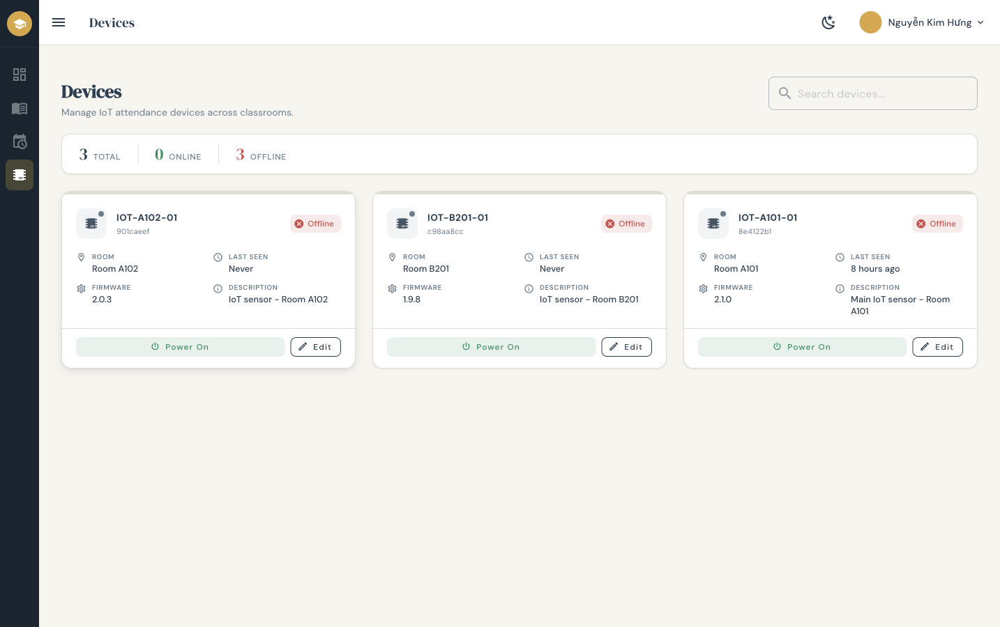 Devices
Nguyễn Kim Hưng
Devices
Manage IoT attendance devices across classrooms.
Search devices...
3 TOTAL
0 ONLINE
3 OFFLINE
IOT-A102-01
901caeef
Offline
ROOM
Room A102
LAST SEEN
Never
FIRMWARE
2.0.3
DESCRIPTION
IoT sensor - Room A102
Power On
Edit
IOT-B201-01
c98aa8cc
Offline
ROOM
Room B201
LAST SEEN
Never
FIRMWARE
1.9.8
DESCRIPTION
IoT sensor - Room B201
Power On
Edit
IOT-A101-01
8e4122b1
Offline
ROOM
Room A101
LAST SEEN
8 hours ago
FIRMWARE
2.1.0
DESCRIPTION
Main IoT sensor - Room
A101
Power On
Edit